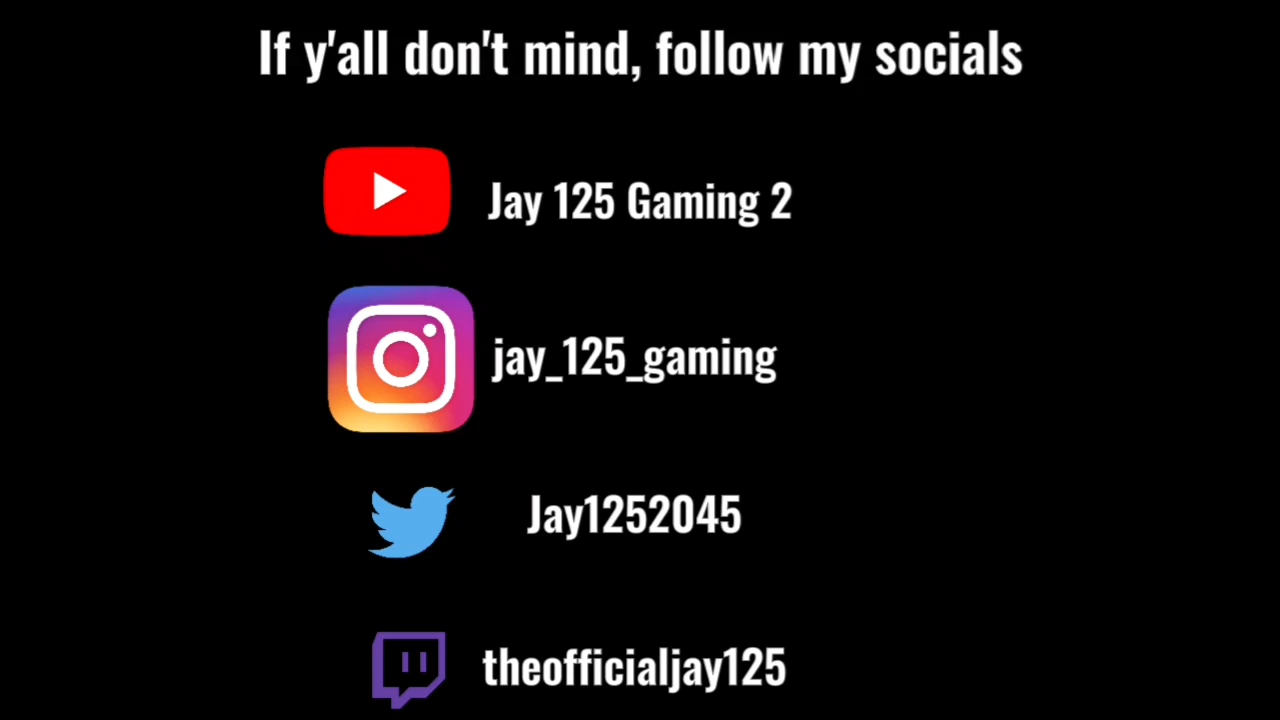 If y'all don't mind, follow my socials
Jay 125 Gaming 2
jay_125_gaming
Jay1252045
theofficialjay125